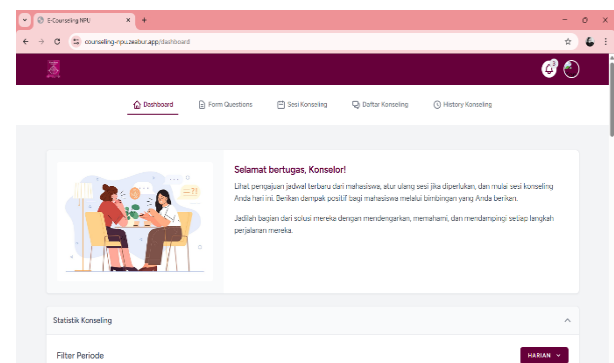 E-Counseling NPU
counseling-npu.zeabur.app/dashboard
Dashboard Form Questions Sesi Konseling Daftar Konseling History Konseling
=?!
Selamat bertugas, Konselor!
Lihat pengajuan jadwal terbaru dari mahasiswa, atur ulang sesi jika diperlukan, dan mulai sesi konseling
Anda hari ini. Berikan dampak positif bagi mahasiswa melalui bimbingan yang Anda berikan.
Jadilah bagian dari solusi mereka dengan mendengarkan, memahami, dan mendampingi setiap langkah
perjalanan mereka.
Statistik Konseling
Filter Periode
HARIAN